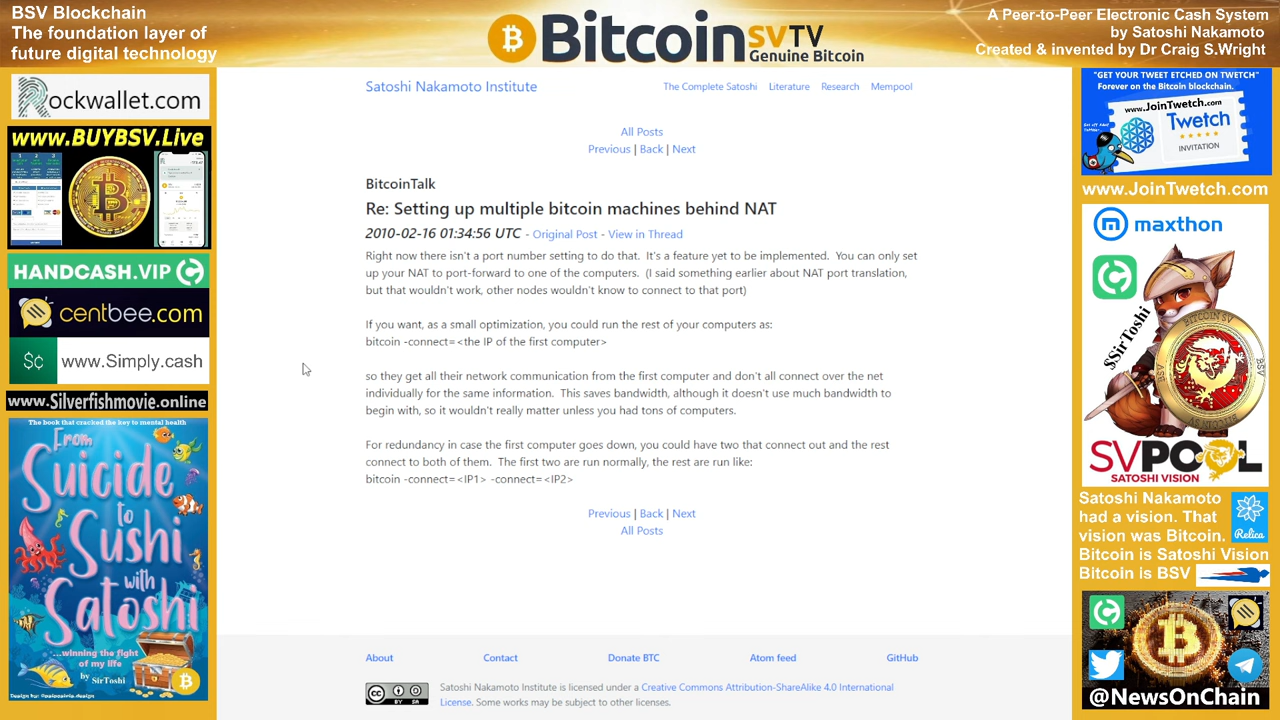 BSV Blockchain
The foundation layer of
future digital technology
Bitcoin SVTV
Genuine Bitcoin
A Peer-to-Peer Electronic Cash System
by Satoshi Nakamoto
Created & invented by Dr Craig S.Wright
Rockwallet.com
www.BUYBSV.Live
HANDCASH.VIP
centbee.com
$¢ www.Simply.cash
www.Silverfishmovie.online
The book that cracked the key to mental health
From
Suicide
to
Sushi
with
Satoshi
...winning the fight
of my life
by SirToshi
Satoshi Nakamoto Institute
The Complete Satoshi Literature Research Mempool
All Posts
Previous | Back | Next
BitcoinTalk
Re: Setting up multiple bitcoin machines behind NAT
2010-02-16 01:34:56 UTC - Original Post - View in Thread
Right now there isn't a port number setting to do that. It's a feature yet to be implemented. You can only set
up your NAT to port-forward to one of the computers. (I said something earlier about NAT port translation,
but that wouldn't work, other nodes wouldn't know to connect to that port)
If you want, as a small optimization, you could run the rest of your computers as:
bitcoin -connect=<the IP of the first computer>
so they get all their network communication from the first computer and don't all connect over the net
individually for the same information. This saves bandwidth, although it doesn't use much bandwidth to
begin with, so it wouldn't really matter unless you had tons of computers.
For redundancy in case the first computer goes down, you could have two that connect out and the rest
connect to both of them. The first two are run normally, the rest are run like:
bitcoin -connect=<IP1> -connect=<IP2>
Previous | Back | Next
All Posts
About Contact Donate BTC Atom feed GitHub
CC BY SA
Satoshi Nakamoto Institute is licensed under a Creative Commons Attribution-ShareAlike 4.0 International
License. Some works may be subject to other licenses.
"GET YOUR TWEET ETCHED ON TWETCH"
Forever on the Bitcoin blockchain.
www.JoinTwetch.com
Twetch
INVITATION
www.JoinTwetch.com
maxthon
$SirToshi
BITCOIN SV
SVPOOL
SATOSHI VISION
Satoshi Nakamoto
had a vision. That
vision was Bitcoin.
Relica
Bitcoin is Satoshi Vision
Bitcoin is BSV
@NewsOnChain